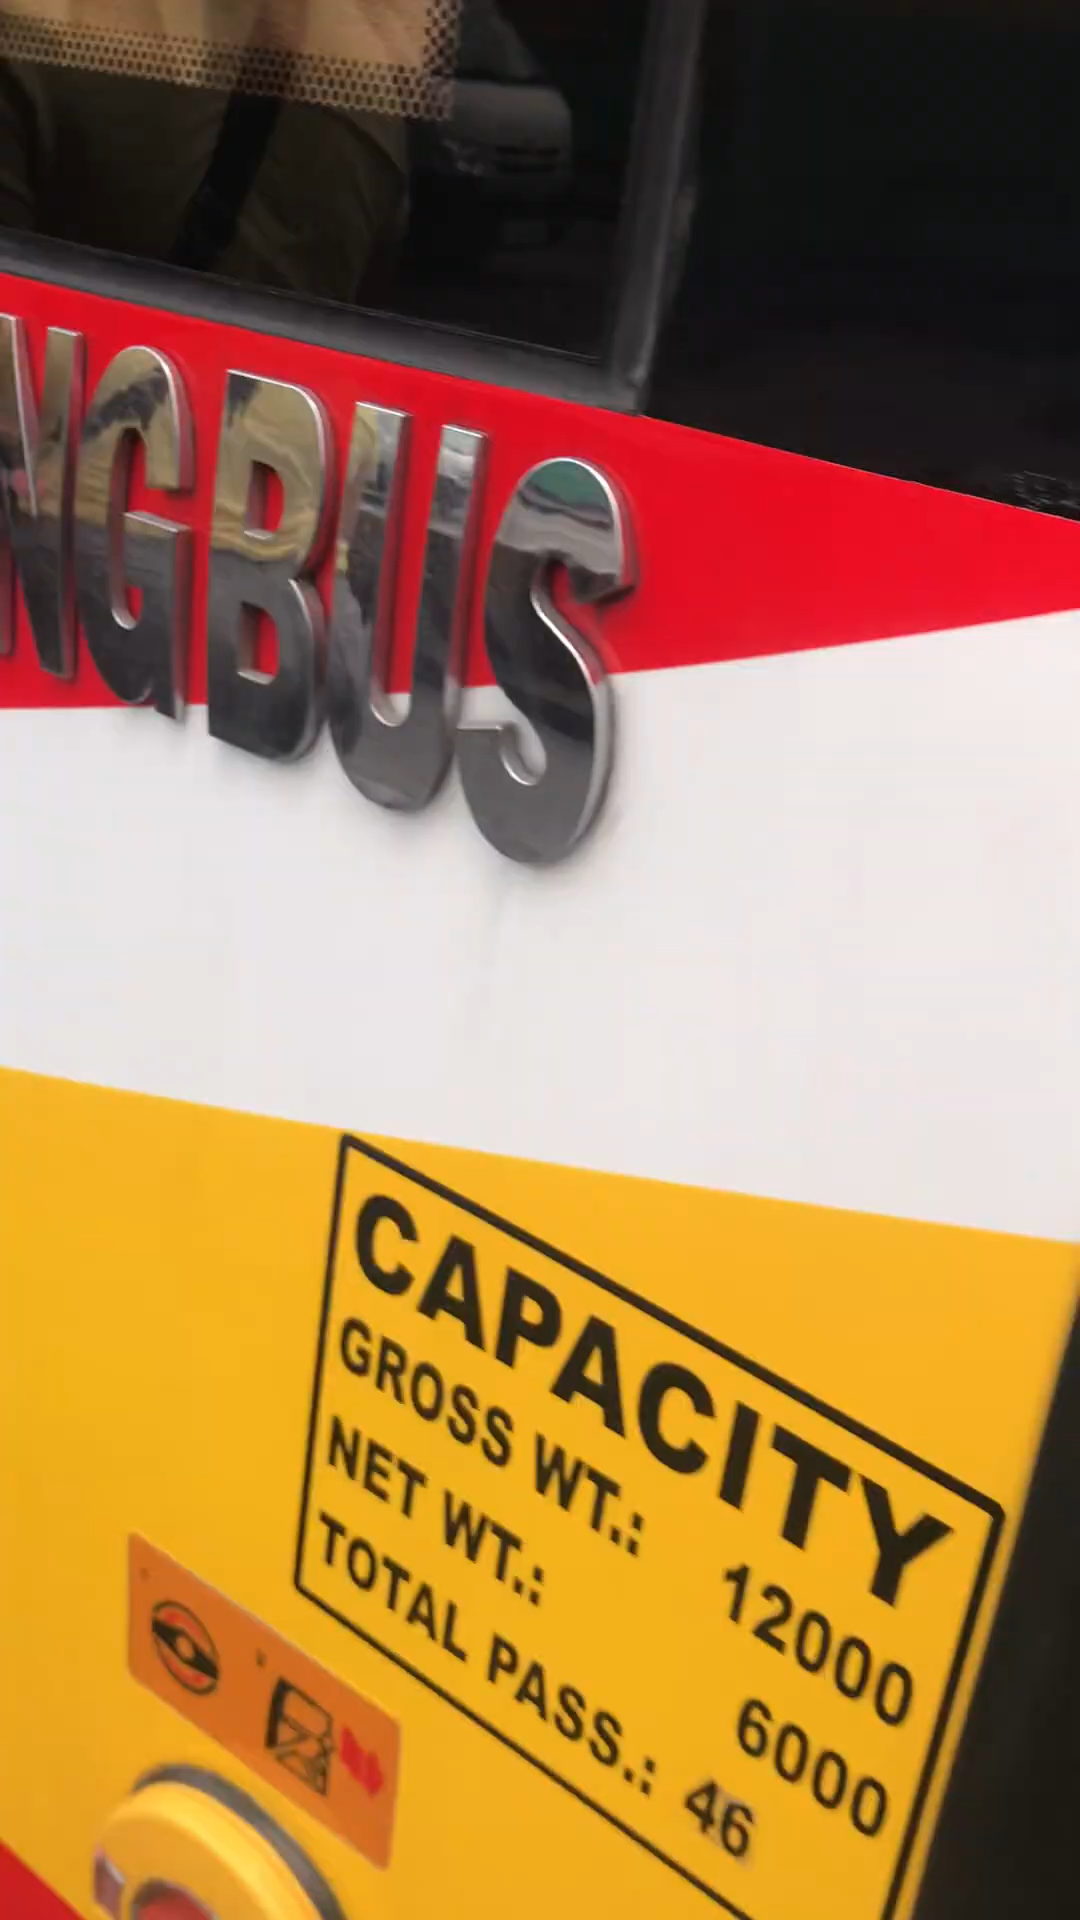 NGBUS
CAPACITY
GROSS WT.: 12000
NET WT.: 6000
TOTAL PASS.: 46